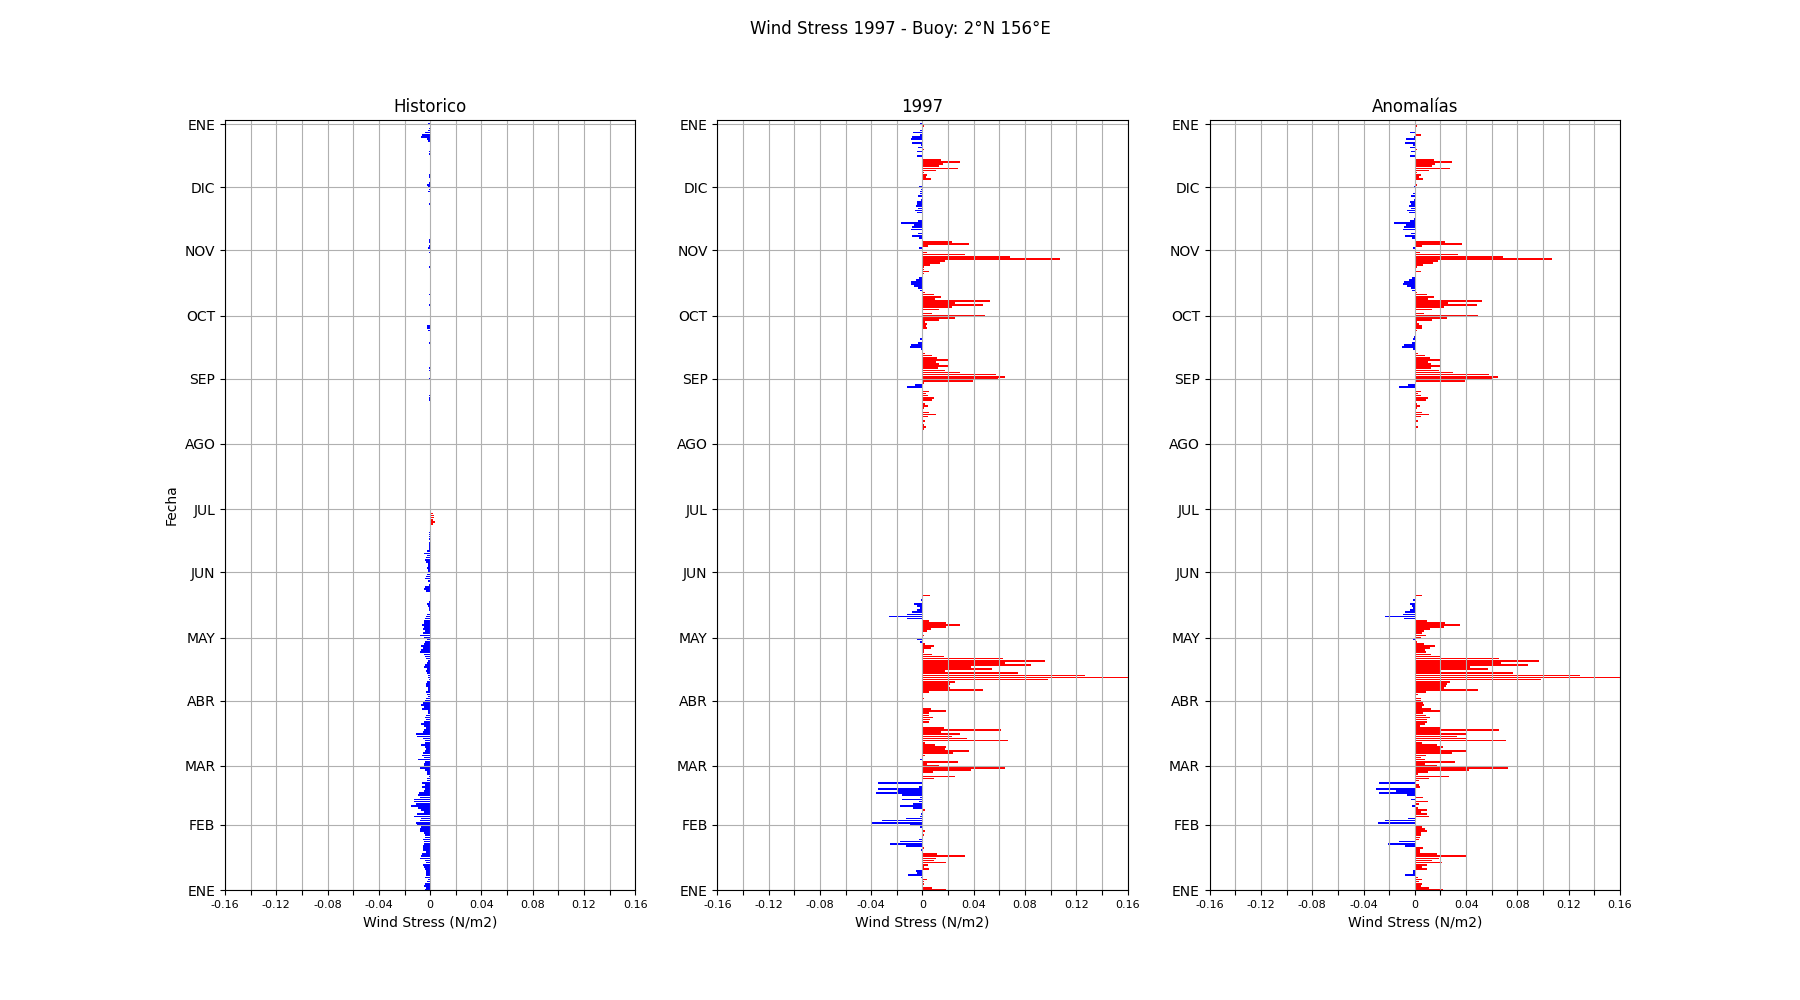 Wind Stress 1997 - Buoy: 2°N 156°E
Historico
ENE
DIC
NOV
OCT
SEP
AGO
JUL
JUN
MAY
ABR
MAR
FEB
ENE
Fecha
-0.16 -0.12 -0.08 -0.04 0 0.04 0.08 0.12 0.16
Wind Stress (N/m2)
1997
ENE
DIC
NOV
OCT
SEP
AGO
JUL
JUN
MAY
ABR
MAR
FEB
ENE
-0.16 -0.12 -0.08 -0.04 0 0.04 0.08 0.12 0.16
Wind Stress (N/m2)
Anomalías
ENE
DIC
NOV
OCT
SEP
AGO
JUL
JUN
MAY
ABR
MAR
FEB
ENE
-0.16 -0.12 -0.08 -0.04 0 0.04 0.08 0.12 0.16
Wind Stress (N/m2)